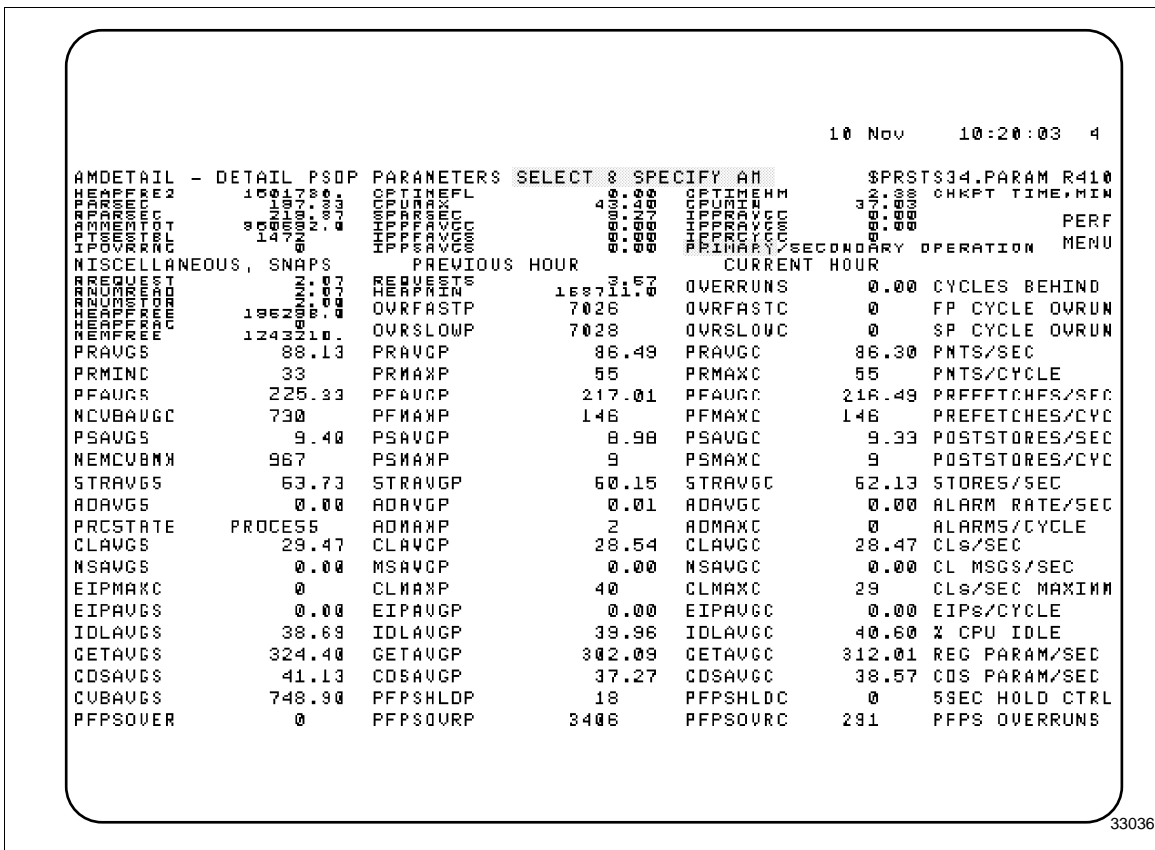 10 Nov 10:20:03 4
AMDETAIL - DETAIL PSDP PARAMETERS SELECT & SPECIFY AM $PRSTS34.PARAM R410
HEAPFRE2 CPTIMEFL 0.00 CPTIMEHM 2.38 CHKPT TIME,MIN
PARSEC 197.33 CPUMAX 43.40 CPUMIN 37.03
APARSEC 219.87 SPARSEC 9.27 IPPRAVGC 0.00
AMMEMTOT 950692.0 IPPFAVGC 0.00 IPPRAVGS 0.00 PERF
PTSESTBL 1472 IPPFAVGS 0.00 IPPRCYCC 0
IPOVRRNC 0 IPPSAVGS 0.00 PRIMARY/SECONDARY OPERATION MENU
MISCELLANEOUS, SNAPS PREVIOUS HOUR CURRENT HOUR
AREQUEST 2.07 REQUESTS 3.57 OVERRUNS 0.00 CYCLES BEHIND
ANUMREAD 2.07 HEAPMIN 168711.0
ANUMSTOR 2.00
HEAPFREE 196298.0 OVRFASTP 7026 OVRFASTC 0 FP CYCLE OVRUN
HEAPFRAC 0
MEMFREE 1243210. OVRSLOWP 7028 OVRSLOWC 0 SP CYCLE OVRUN
PRAVGS 88.13 PRAVGP 86.49 PRAVGC 86.30 PNTS/SEC
PRMINC 33 PRMAXP 55 PRMAXC 55 PNTS/CYCLE
PFAVGS 225.33 PFAVGP 217.01 PFAVGC 216.49 PREFETCHES/SEC
NCVBAVGC 730 PFMAXP 146 PFMAXC 146 PREFETCHES/CYC
PSAVGS 9.40 PSAVGP 8.98 PSAVGC 9.33 POSTSTORES/SEC
NEMCVBMX 967 PSMAXP 9 PSMAXC 9 POSTSTORES/CYC
STRAVGS 63.73 STRAVGP 60.15 STRAVGC 62.13 STORES/SEC
ADAVGS 0.00 ADAVGP 0.01 ADAVGC 0.00 ALARM RATE/SEC
PRCSTATE PROCESS ADMAXP 2 ADMAXC 0 ALARMS/CYCLE
CLAVGS 29.47 CLAVGP 28.54 CLAVGC 28.47 CLs/SEC
MSAVGS 0.00 MSAVGP 0.00 MSAVGC 0.00 CL MSGS/SEC
EIPMAXC 0 CLMAXP 40 CLMAXC 29 CLs/SEC MAXIMM
EIPAVGS 0.00 EIPAVGP 0.00 EIPAVGC 0.00 EIPs/CYCLE
IDLAVGS 38.69 IDLAVGP 39.96 IDLAVGC 40.60 % CPU IDLE
GETAVGS 324.40 GETAVGP 302.09 GETAVGC 312.01 REG PARAM/SEC
CDSAVGS 41.13 CDSAVGP 37.27 CDSAVGC 38.57 CDS PARAM/SEC
CVBAVGS 748.90 PFPSHLDP 18 PFPSHLDC 0 5SEC HOLD CTRL
PFPSOVER 0 PFPSOVRP 3406 PFPSOVRC 291 PFPS OVERRUNS
33036